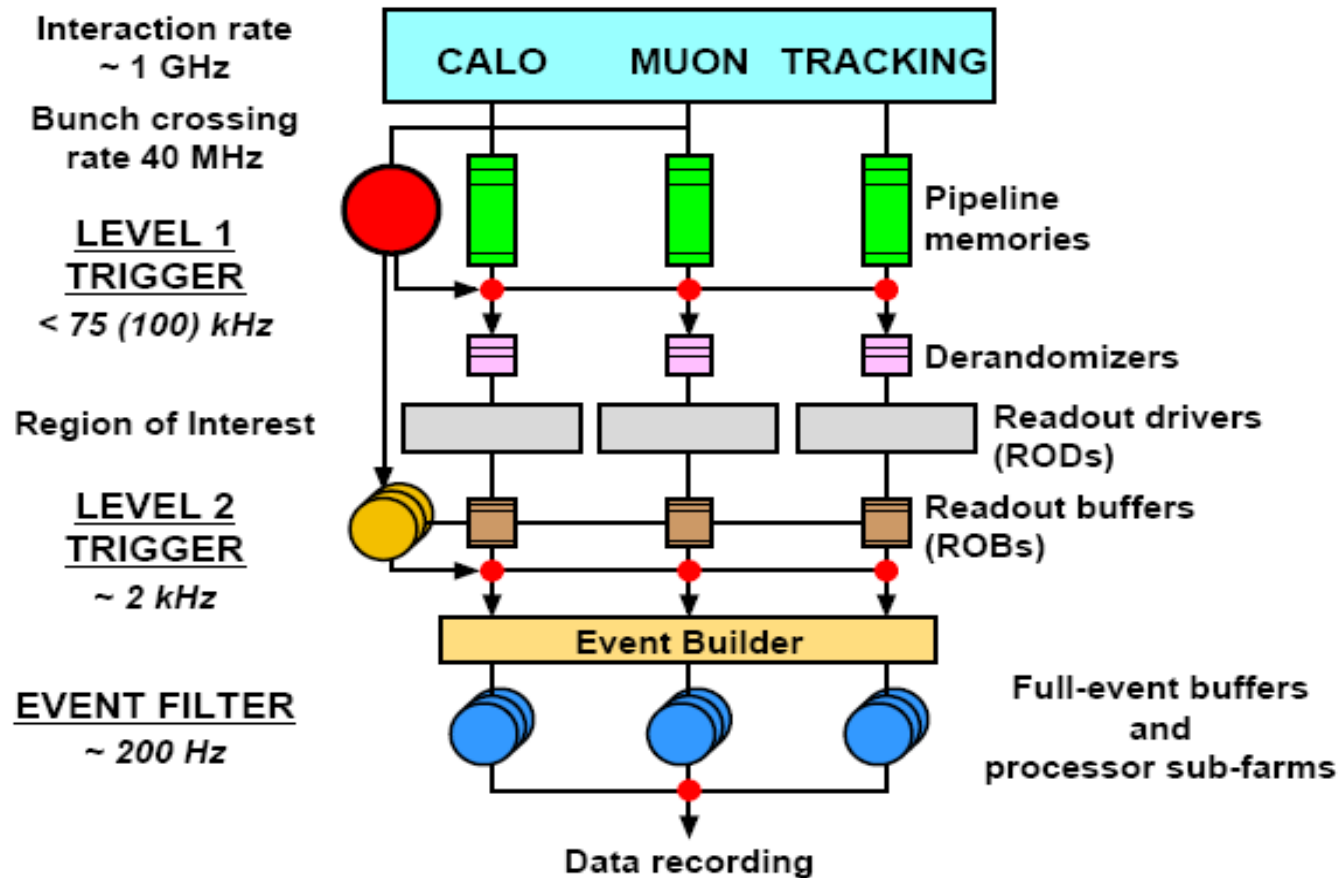 Interaction rate
~ 1 GHz
CALO MUON TRACKING
Bunch crossing
rate 40 MHz
Pipeline
memories
LEVEL 1
TRIGGER
< 75 (100) kHz
Derandomizers
Region of Interest
Readout drivers
(RODs)
LEVEL 2
TRIGGER
~ 2 kHz
Readout buffers
(ROBs)
Event Builder
EVENT FILTER
~ 200 Hz
Full-event buffers
and
processor sub-farms
Data recording